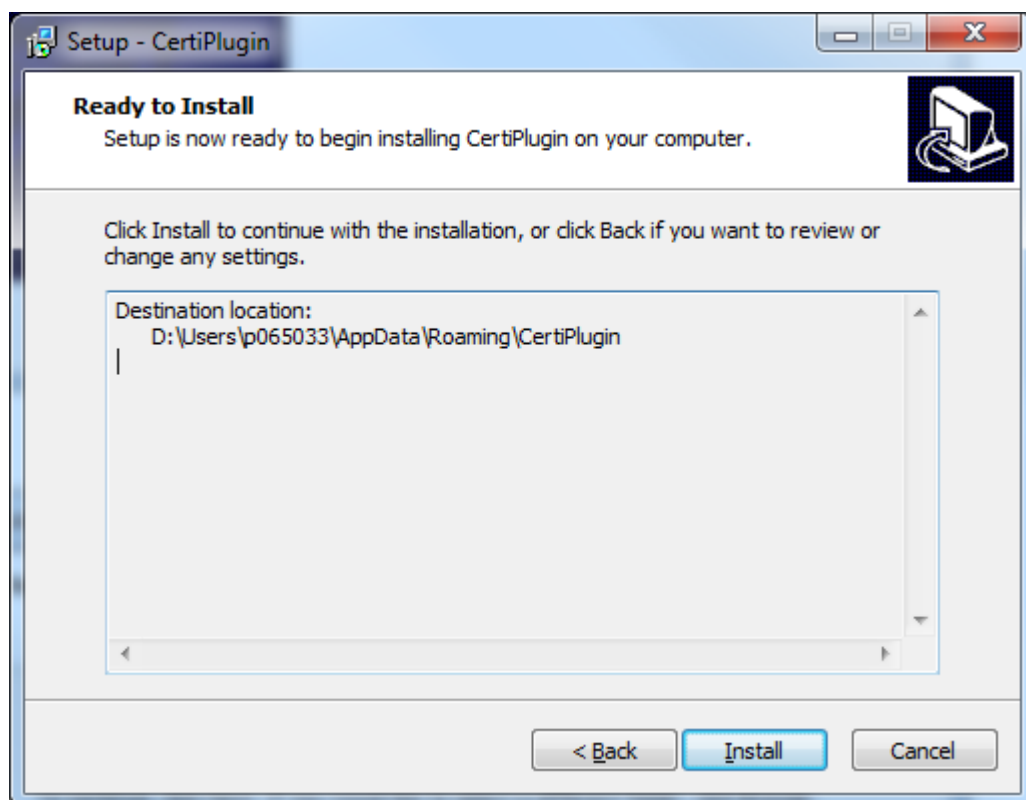 Setup - CertiPlugin
Ready to Install
Setup is now ready to begin installing CertiPlugin on your computer.
Click Install to continue with the installation, or click Back if you want to review or
change any settings.
Destination location:
D:\Users\p065033\AppData\Roaming\CertiPlugin
< Back
Install
Cancel